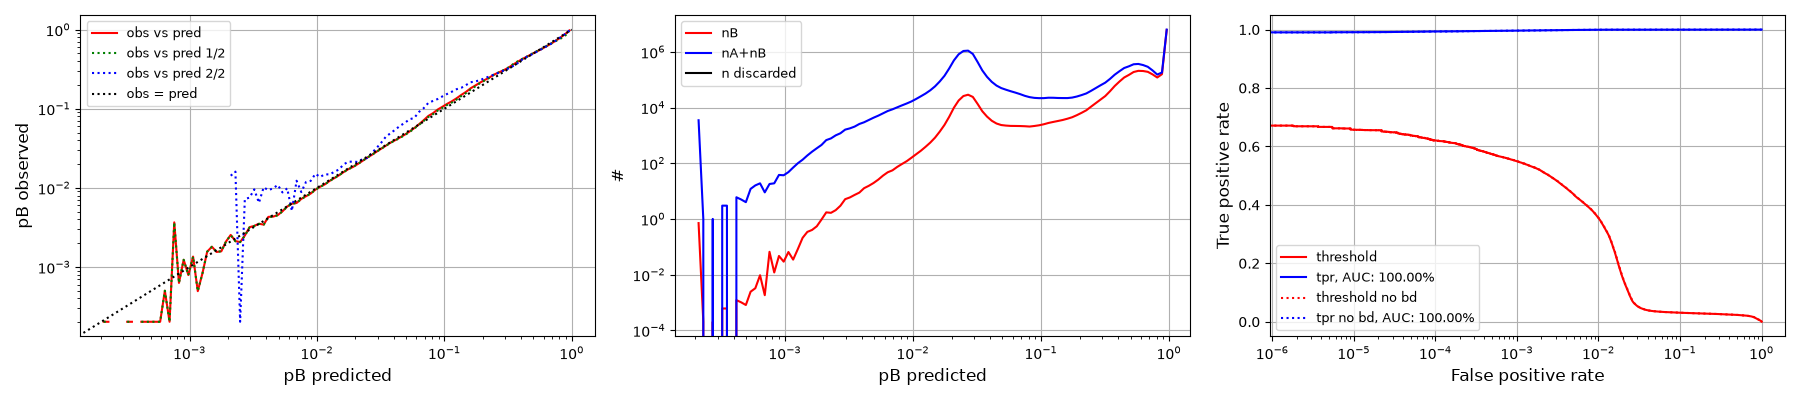 10⁰
10⁻¹
10⁻²
10⁻³
pB observed
obs vs pred
obs vs pred 1/2
obs vs pred 2/2
obs = pred
10⁻³
10⁻²
10⁻¹
10⁰
pB predicted
10⁶
10⁴
10²
10⁰
10⁻²
10⁻⁴
#
nB
nA+nB
n discarded
10⁻³
10⁻²
10⁻¹
10⁰
pB predicted
1.0
0.8
0.6
0.4
0.2
0.0
True positive rate
threshold
tpr, AUC: 100.00%
threshold no bd
tpr no bd, AUC: 100.00%
10⁻⁶
10⁻⁵
10⁻⁴
10⁻³
10⁻²
10⁻¹
10⁰
False positive rate